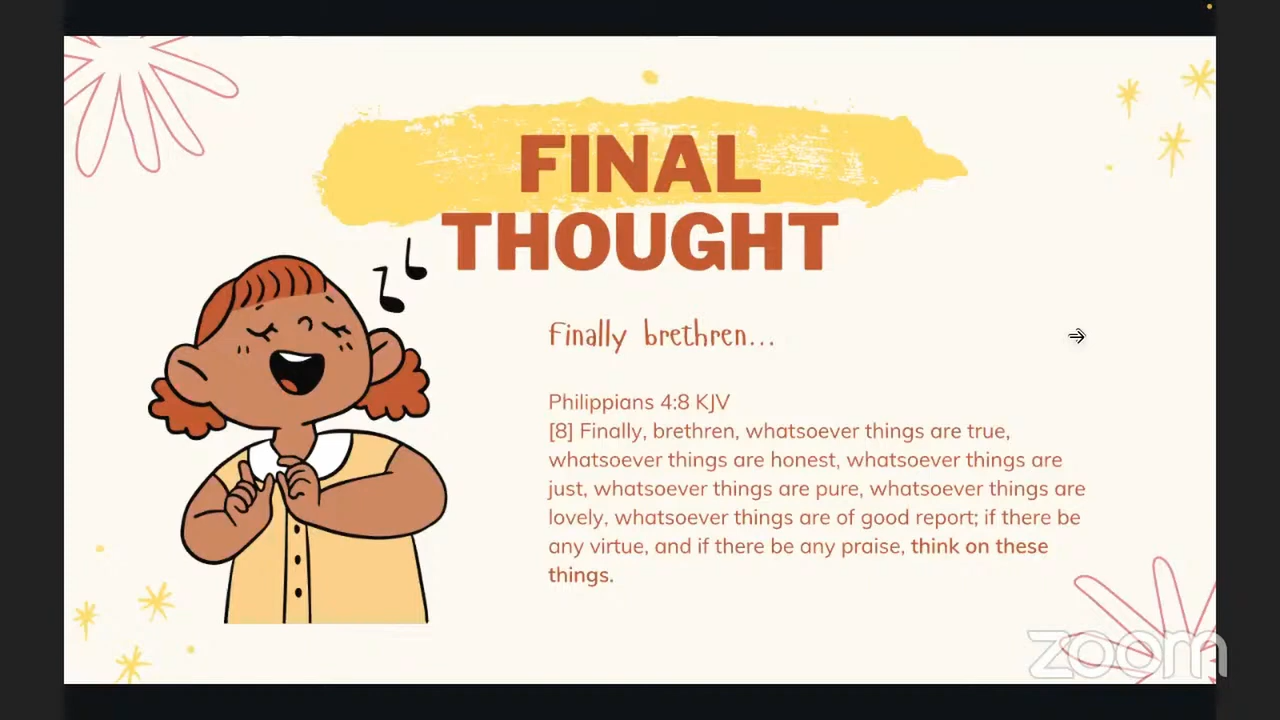 FINAL
THOUGHT
Finally brethren...
Philippians 4:8 KJV
[8] Finally, brethren, whatsoever things are true,
whatsoever things are honest, whatsoever things are
just, whatsoever things are pure, whatsoever things are
lovely, whatsoever things are of good report; if there be
any virtue, and if there be any praise, think on these
things.
zoom